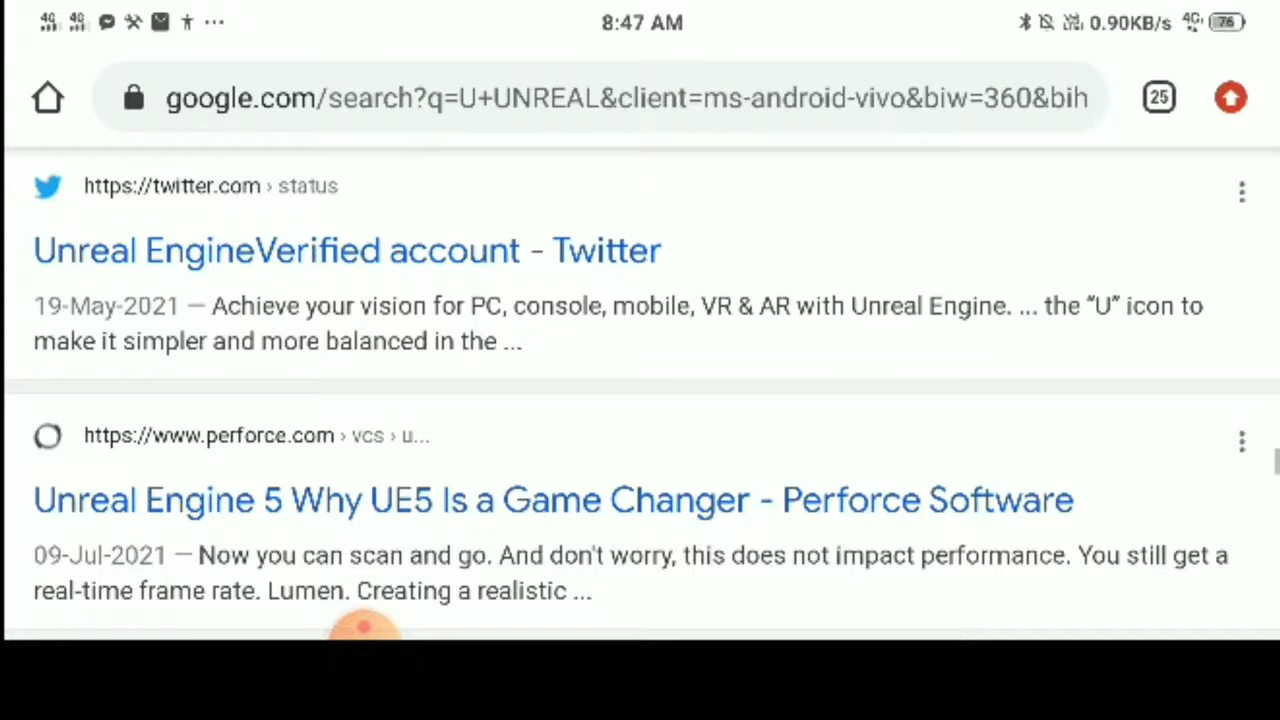 4G 4G 8:47 AM 0.90KB/s 4G 76
google.com/search?q=U+UNREAL&client=ms-android-vivo&biw=360&bih 25
https://twitter.com › status
Unreal EngineVerified account - Twitter
19-May-2021 — Achieve your vision for PC, console, mobile, VR & AR with Unreal Engine. ... the “U” icon to
make it simpler and more balanced in the ...
https://www.perforce.com › vcs › u...
Unreal Engine 5 Why UE5 Is a Game Changer - Perforce Software
09-Jul-2021 — Now you can scan and go. And don't worry, this does not impact performance. You still get a
real-time frame rate. Lumen. Creating a realistic ...